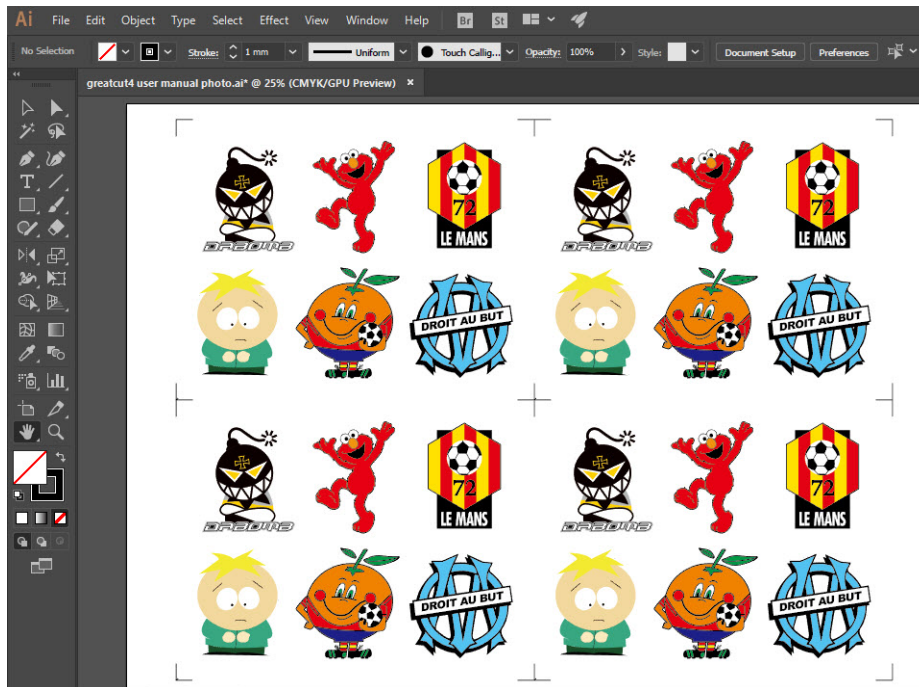 Ai File Edit Object Type Select Effect View Window Help Br St
No Selection Stroke: 1 mm Uniform Touch Callig... Opacity: 100% Style: Document Setup Preferences
greatcut4 user manual photo.ai* @ 25% (CMYK/GPU Preview) ×
72 72
LE MANS LE MANS
DROIT AU BUT DROIT AU BUT
72 72
LE MANS LE MANS
DROIT AU BUT DROIT AU BUT